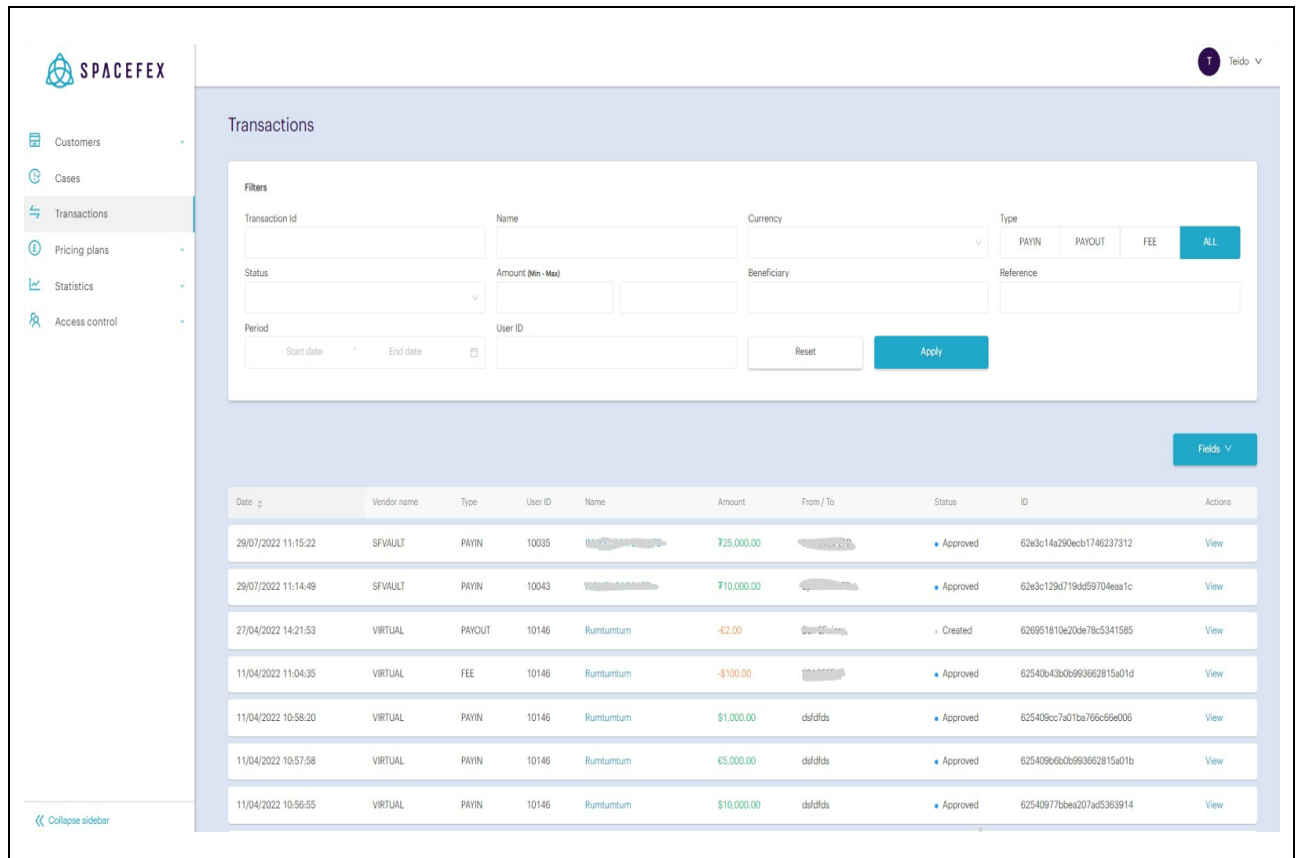 SPACEFEX
T Teido
Customers
Cases
Transactions
Pricing plans
Statistics
Access control
Collapse sidebar
Transactions
Filters
Transaction Id Name Currency Type
PAYIN PAYOUT FEE ALL
Status Amount (Min - Max) Beneficiary Reference
Period User ID
Start date ~ End date Reset Apply
Fields
Date Vendor name Type User ID Name Amount From / To Status ID Actions
29/07/2022 11:15:22 SFVAULT PAYIN 10035 ₮25,000.00 Approved 62e3c14a290ecb1746237312 View
29/07/2022 11:14:49 SFVAULT PAYIN 10043 ₮10,000.00 Approved 62e3c129d719dd59704eaa1c View
27/04/2022 14:21:53 VIRTUAL PAYOUT 10146 Rumtumtum -€2.00 Created 626951810e20de78c5341585 View
11/04/2022 11:04:35 VIRTUAL FEE 10146 Rumtumtum -$100.00 Approved 62540b43b0b993662815a01d View
11/04/2022 10:58:20 VIRTUAL PAYIN 10146 Rumtumtum $1,000.00 dsfdfds Approved 625409cc7a01ba766c66e006 View
11/04/2022 10:57:58 VIRTUAL PAYIN 10146 Rumtumtum €5,000.00 dsfdfds Approved 625409b6b0b993662815a01b View
11/04/2022 10:56:55 VIRTUAL PAYIN 10146 Rumtumtum $10,000.00 dsfdfds Approved 62540977bbea207ad5363914 View